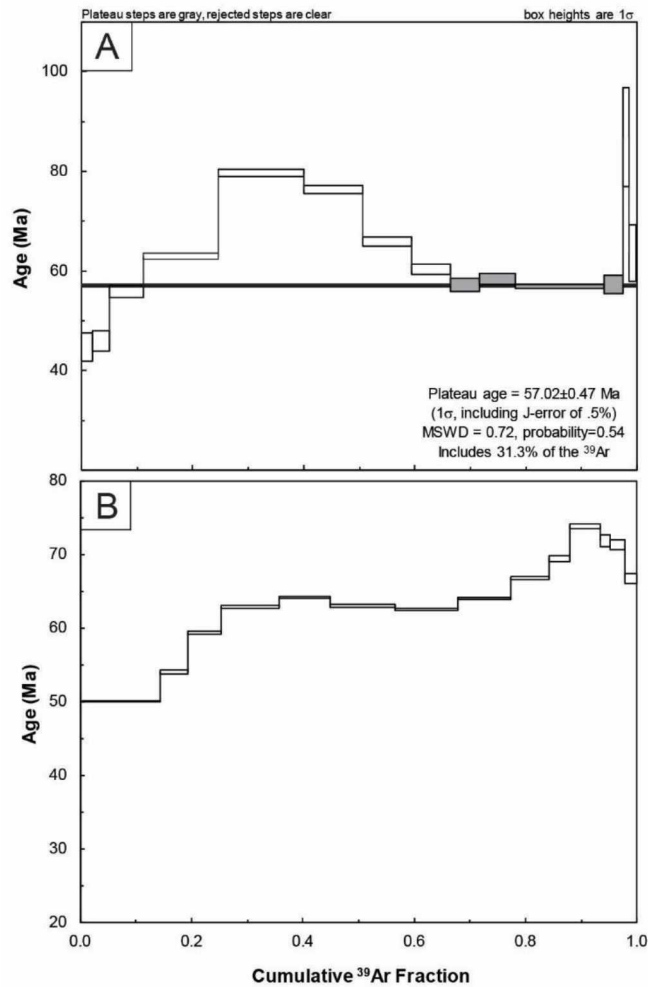 Plateau steps are gray, rejected steps are clear box heights are 1σ
A
100
80
60
40
Age (Ma)
Plateau age = 57.02±0.47 Ma
(1σ, including J-error of .5%)
MSWD = 0.72, probability=0.54
Includes 31.3% of the ³⁹Ar
B
80
70
60
50
40
30
20
Age (Ma)
0.0 0.2 0.4 0.6 0.8 1.0
Cumulative ³⁹Ar Fraction